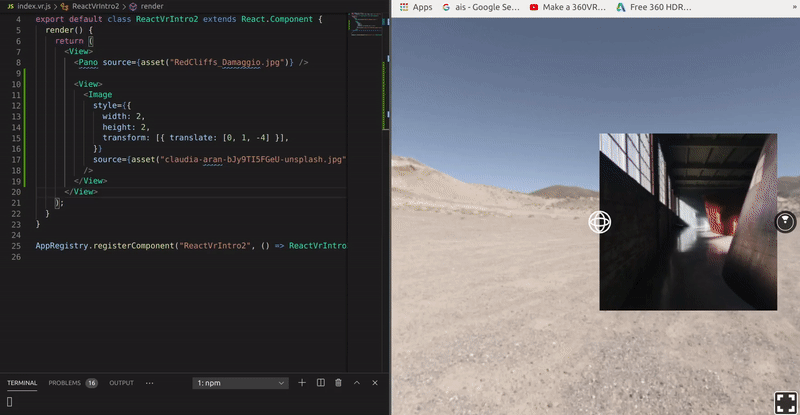 JS index.vr.js > ReactVrIntro2 > render
4 export default class ReactVrIntro2 extends React.Component {
5 render() {
6 return (
7 <View>
8 <Pano source={asset("RedCliffs_Damaggio.jpg")} />
9
10 <View>
11 <Image
12 style={{
13 width: 2,
14 height: 2,
15 transform: [{ translate: [0, 1, -4] }],
16 }}
17 source={asset("claudia-aran-bJy9TI5FGeU-unsplash.jpg"
18 />
19 </View>
20 </View>
21 );
22 }
23 }
24
25 AppRegistry.registerComponent("ReactVrIntro2", () => ReactVrIntro
26
TERMINAL PROBLEMS 16 OUTPUT ··· 1: npm
Apps ais - Google Se... Make a 360VR... Free 360 HDR... »